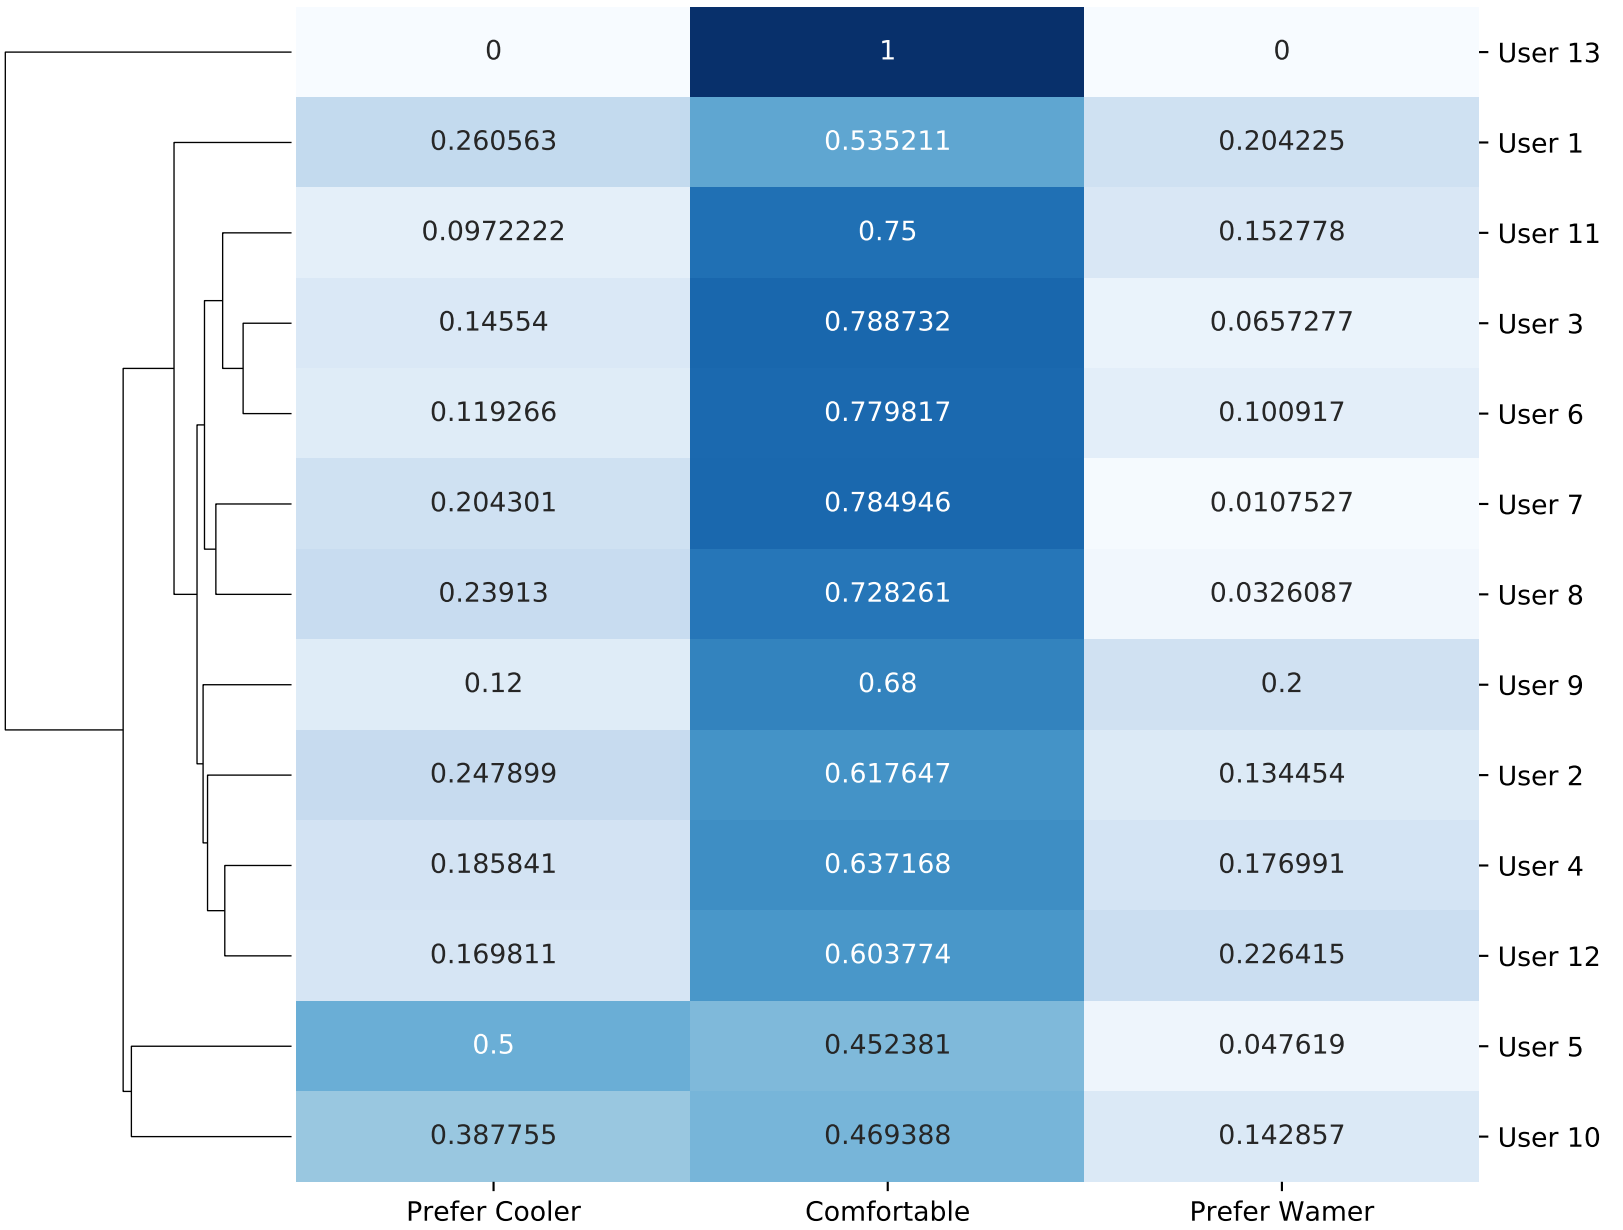 0 1 0 User 13
0.260563 0.535211 0.204225 User 1
0.0972222 0.75 0.152778 User 11
0.14554 0.788732 0.0657277 User 3
0.119266 0.779817 0.100917 User 6
0.204301 0.784946 0.0107527 User 7
0.23913 0.728261 0.0326087 User 8
0.12 0.68 0.2 User 9
0.247899 0.617647 0.134454 User 2
0.185841 0.637168 0.176991 User 4
0.169811 0.603774 0.226415 User 12
0.5 0.452381 0.047619 User 5
0.387755 0.469388 0.142857 User 10
Prefer Cooler Comfortable Prefer Wamer